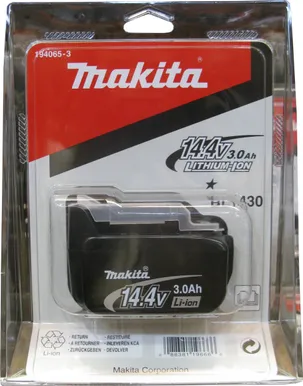 194065-3
makita
14.4v 3.0Ah
LITHIUM-ION
makita
14.4v 3.0Ah
Li-ion
RETURN
A RETOURNER
ZURÜCKGEBEN
DEVOLVER
Li-ion
Makita Corporation